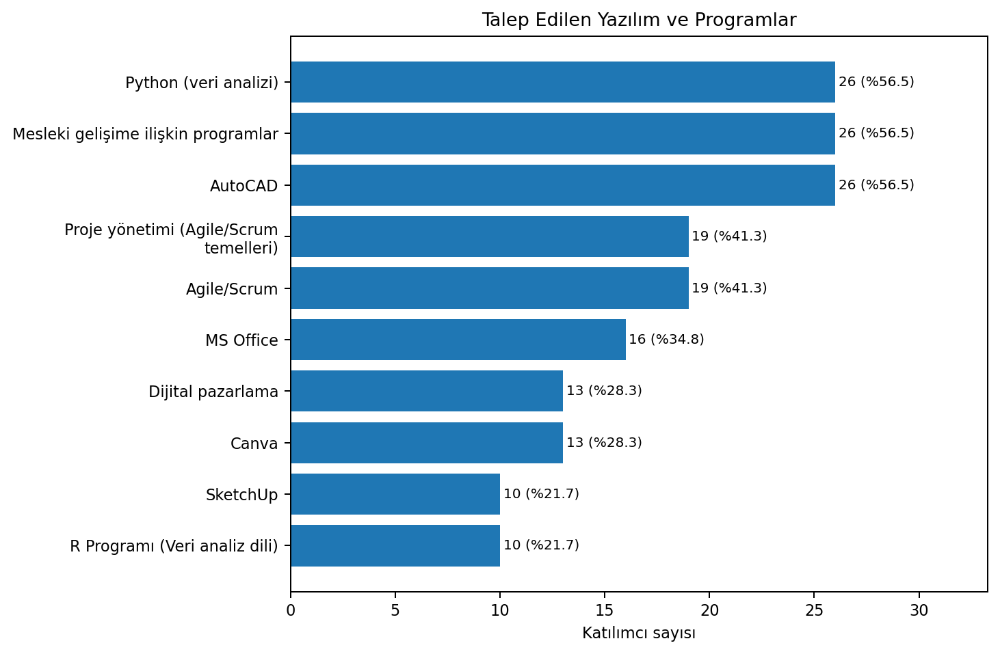 Talep Edilen Yazılım ve Programlar
Python (veri analizi)
26 (%56.5)
Mesleki gelişime ilişkin programlar
26 (%56.5)
AutoCAD
26 (%56.5)
Proje yönetimi (Agile/Scrum
temelleri)
19 (%41.3)
Agile/Scrum
19 (%41.3)
MS Office
16 (%34.8)
Dijital pazarlama
13 (%28.3)
Canva
13 (%28.3)
SketchUp
10 (%21.7)
R Programı (Veri analiz dili)
10 (%21.7)
0 5 10 15 20 25 30
Katılımcı sayısı